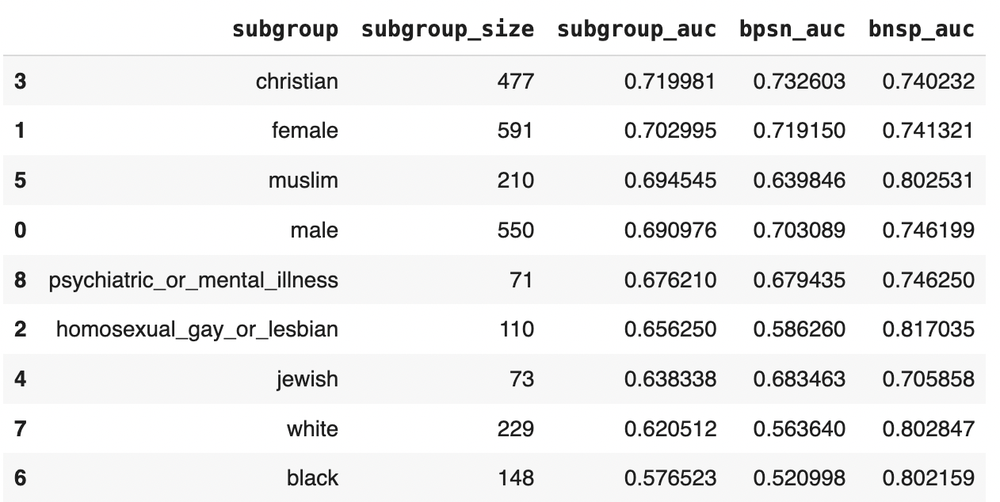 subgroup subgroup_size subgroup_auc bpsn_auc bnsp_auc
3 christian 477 0.719981 0.732603 0.740232
1 female 591 0.702995 0.719150 0.741321
5 muslim 210 0.694545 0.639846 0.802531
0 male 550 0.690976 0.703089 0.746199
8 psychiatric_or_mental_illness 71 0.676210 0.679435 0.746250
2 homosexual_gay_or_lesbian 110 0.656250 0.586260 0.817035
4 jewish 73 0.638338 0.683463 0.705858
7 white 229 0.620512 0.563640 0.802847
6 black 148 0.576523 0.520998 0.802159